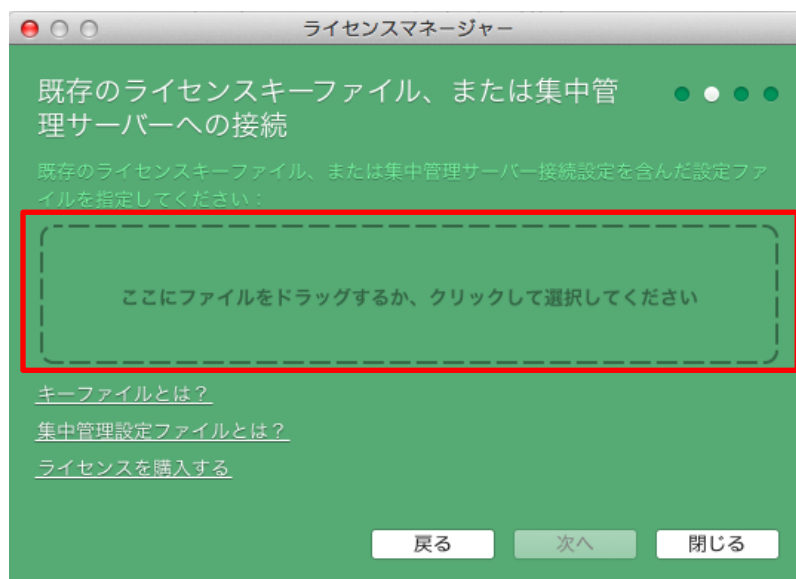 ライセンスマネージャー
既存のライセンスキーファイル、または集中管
理サーバーへの接続
既存のライセンスキーファイル、または集中管理サーバー接続設定を含んだ設定ファ
イルを指定してください：
ここにファイルをドラッグするか、クリックして選択してください
キーファイルとは？
集中管理設定ファイルとは？
ライセンスを購入する
戻る
次へ
閉じる